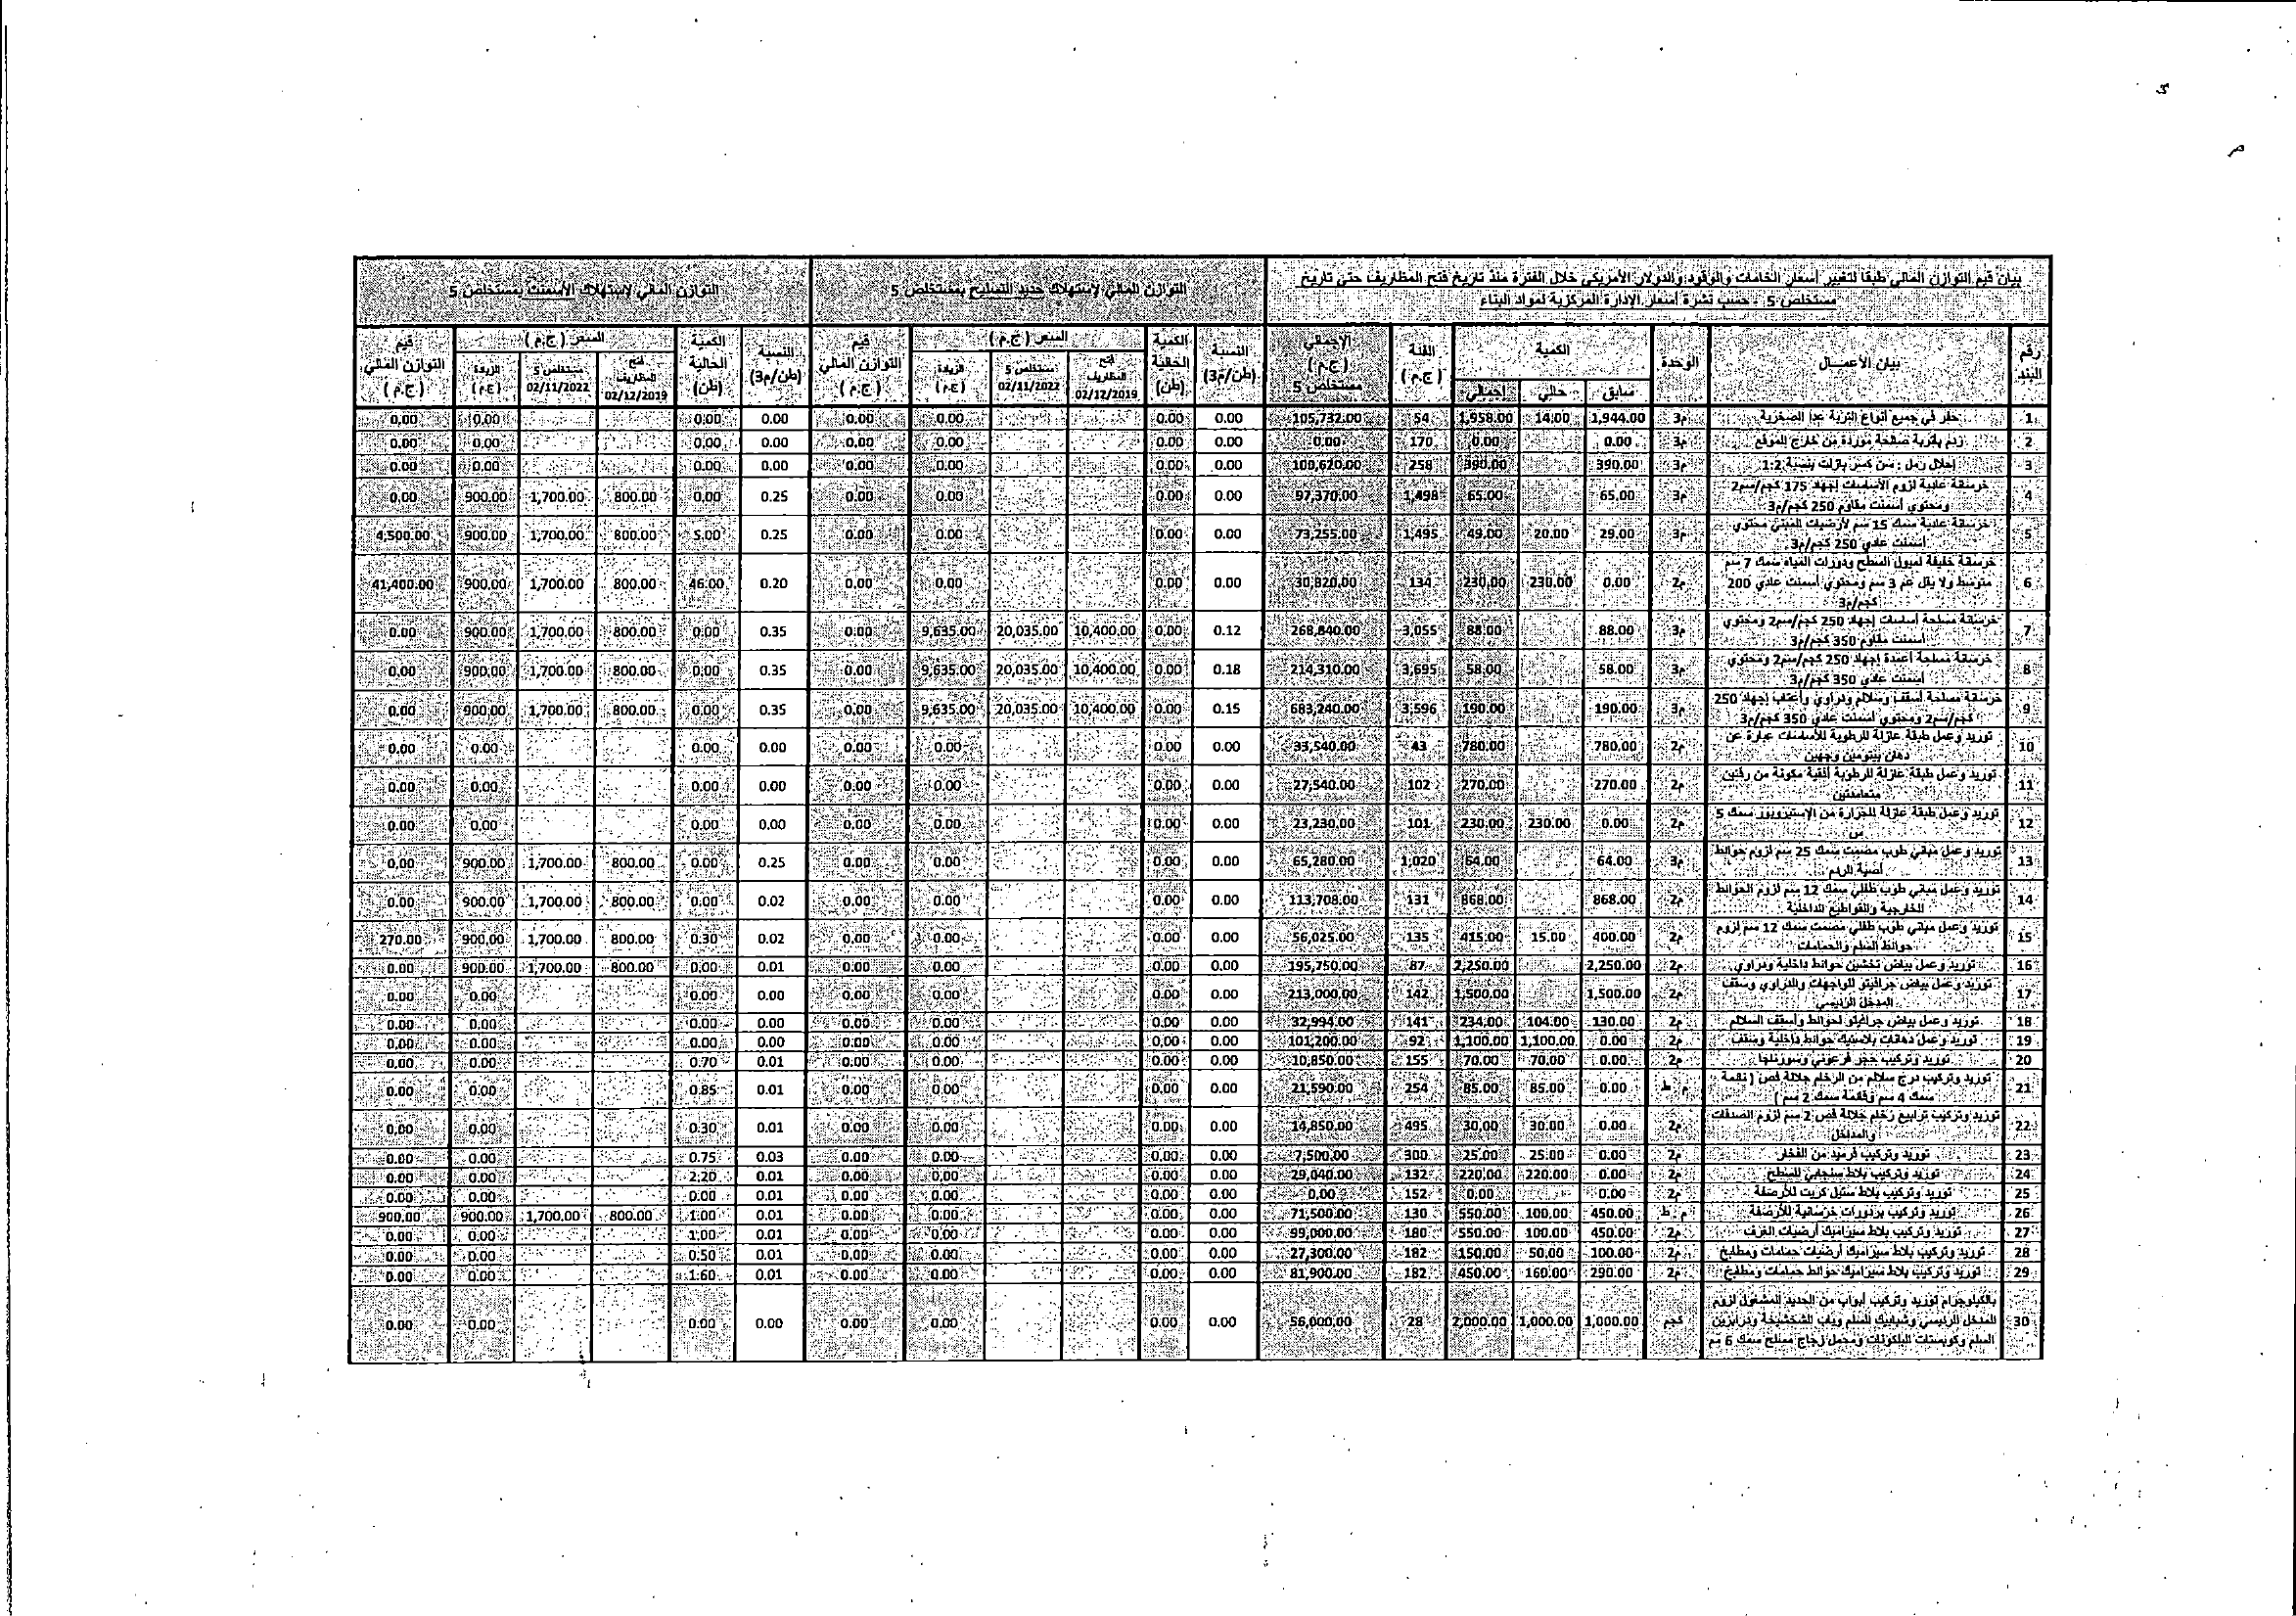 بيان قيم التوازن المالي طبقا لتغيير أسعار الخامات والوقود والدولار الأمريكي خلال الفترة منذ تاريخ فتح المظاريف حتى تاريخ
مستخلص 5 - حسب نشرة أسعار الإدارة المركزية لمواد البناء
التوازن المالي لإستهلاك حديد التسليح بمستخلص 5
التوازن المالي لإستهلاك الأسمنت بمستخلص 5
رقم البند | بيان الأعمال | الوحدة | الكمية | سابق | حالي | إجمالي | الفئة (ج.م) | الإجمالي (ج.م) مستخلص 5 | النسبة (طن/م3) | الكمية الحالية (طن) | السعر (ج.م) | فتح المظاريف 02/12/2019 | مستخلص 5 02/11/2022 | الزيادة (ج.م) | قيم التوازن المالي (ج.م) | النسبة (طن/م3) | الكمية الحالية (طن) | السعر (ج.م) | فتح المظاريف 02/12/2019 | مستخلص 5 02/11/2022 | الزيادة (ج.م) | قيم التوازن المالي (ج.م)
1 | حفر في جميع أنواع التربة عدا الصخرية | م3 | 1,944.00 | 14.00 | 1,958.00 | 54 | 105,732.00 | 0.00 | 0.00 | 0.00 | 0.00 | 0.00 | 0.00 | 0.00 | 0.00
2 | ردم بأتربة نظيفة موردة من خارج الموقع | م3 | 0.00 | 0.00 | 170 | 0.00 | 0.00 | 0.00 | 0.00 | 0.00 | 0.00 | 0.00 | 0.00 | 0.00
3 | إحلال رمل : سن كسر بازلت بنسبة 1:2 | م3 | 390.00 | 390.00 | 258 | 100,620.00 | 0.00 | 0.00 | 0.00 | 0.00 | 0.00 | 0.00 | 0.00 | 0.00
4 | خرسانة عادية لزوم الأساسات إجهاد 175 كجم/سم2 ومحتوي أسمنت مقاوم 250 كجم/م3 | م3 | 65.00 | 65.00 | 1,498 | 97,370.00 | 0.00 | 0.00 | 0.00 | 0.00 | 0.25 | 0.00 | 800.00 | 1,700.00 | 900.00 | 0.00
5 | خرسانة عادية سمك 15 سم لأرضيات المبني محتوي أسمنت عادي 250 كجم/م3 | م3 | 29.00 | 20.00 | 49.00 | 1,495 | 73,255.00 | 0.00 | 0.00 | 0.00 | 0.00 | 0.25 | 5.00 | 800.00 | 1,700.00 | 900.00 | 4,500.00
6 | خرسانة خفيفة لميول السطح ودورات المياه سمك 7 سم متوسط ولا يقل عم 3 سم ومحتوي أسمنت عادي 200 كجم/م3 | م2 | 0.00 | 230.00 | 230.00 | 134 | 30,820.00 | 0.00 | 0.00 | 0.00 | 0.00 | 0.20 | 46.00 | 800.00 | 1,700.00 | 900.00 | 41,400.00
7 | خرسانة مسلحة أساسات إجهاد 250 كجم/سم2 ومحتوي أسمنت مقاوم 350 كجم/م3 | م3 | 88.00 | 88.00 | 3,055 | 268,840.00 | 0.12 | 0.00 | 10,400.00 | 20,035.00 | 9,635.00 | 0.00 | 0.35 | 0.00 | 800.00 | 1,700.00 | 900.00 | 0.00
8 | خرسانة مسلحة أعمدة إجهاد 250 كجم/سم2 ومحتوي أسمنت عادي 350 كجم/م3 | م3 | 58.00 | 58.00 | 3,695 | 214,310.00 | 0.18 | 0.00 | 10,400.00 | 20,035.00 | 9,635.00 | 0.00 | 0.35 | 0.00 | 800.00 | 1,700.00 | 900.00 | 0.00
9 | خرسانة مسلحة أسقف وسلالم ودراوي وأعتاب إجهاد 250 كجم/سم2 ومحتوي أسمنت عادي 350 كجم/م3 | م3 | 190.00 | 190.00 | 3,596 | 683,240.00 | 0.15 | 0.00 | 10,400.00 | 20,035.00 | 9,635.00 | 0.00 | 0.35 | 0.00 | 800.00 | 1,700.00 | 900.00 | 0.00
10 | توريد وعمل طبقة عازلة للرطوبة للأساسات عبارة عن دهان بيتومين وجهين | م2 | 780.00 | 780.00 | 43 | 33,540.00 | 0.00 | 0.00 | 0.00 | 0.00 | 0.00 | 0.00 | 0.00 | 0.00
11 | توريد وعمل طبقة عازلة للرطوبة أفقية مكونة من رقتين متعامدتين | م2 | 270.00 | 270.00 | 102 | 27,540.00 | 0.00 | 0.00 | 0.00 | 0.00 | 0.00 | 0.00 | 0.00 | 0.00
12 | توريد وعمل طبقة عازلة للحرارة من الإستيروبور سمك 5 | م2 | 0.00 | 230.00 | 230.00 | 101 | 23,230.00 | 0.00 | 0.00 | 0.00 | 0.00 | 0.00 | 0.00 | 0.00 | 0.00
13 | توريد وعمل مباني طوب مصمت سمك 25 سم لزوم حوائط قصبة الردم | م3 | 64.00 | 64.00 | 1,020 | 65,280.00 | 0.00 | 0.00 | 0.00 | 0.00 | 0.25 | 0.00 | 800.00 | 1,700.00 | 900.00 | 0.00
14 | توريد وعمل مباني طوب طفلي سمك 12 سم لزوم الحوائط الخارجية والقواطيع الداخلية | م2 | 868.00 | 868.00 | 131 | 113,708.00 | 0.00 | 0.00 | 0.00 | 0.00 | 0.02 | 0.00 | 800.00 | 1,700.00 | 900.00 | 0.00
15 | توريد وعمل مباني طوب طفلي مصمت سمك 12 سم لزوم حوائط السلم والحمامات | م2 | 400.00 | 15.00 | 415.00 | 135 | 56,025.00 | 0.00 | 0.00 | 0.00 | 0.00 | 0.02 | 0.30 | 800.00 | 1,700.00 | 900.00 | 270.00
16 | توريد وعمل بياض تخشين حوائط داخلية ودراوي | م2 | 2,250.00 | 2,250.00 | 87 | 195,750.00 | 0.00 | 0.00 | 0.00 | 0.00 | 0.01 | 0.00 | 800.00 | 1,700.00 | 900.00 | 0.00
17 | توريد وعمل بياض جرافيتو للواجهات والدراوي وسقف المدخل الرئيسي | م2 | 1,500.00 | 1,500.00 | 142 | 213,000.00 | 0.00 | 0.00 | 0.00 | 0.00 | 0.00 | 0.00 | 0.00 | 0.00
18 | توريد وعمل بياض جرافيتو لحوائط وأسقف السلالم | م2 | 130.00 | 104.00 | 234.00 | 141 | 32,994.00 | 0.00 | 0.00 | 0.00 | 0.00 | 0.00 | 0.00 | 0.00 | 0.00
19 | توريد وعمل دهانات بلاستيك حوائط داخلية وسقف | م2 | 0.00 | 1,100.00 | 1,100.00 | 92 | 101,200.00 | 0.00 | 0.00 | 0.00 | 0.00 | 0.00 | 0.00 | 0.00 | 0.00
20 | توريد وتركيب حجر فرعوني وسورناجا | م2 | 0.00 | 70.00 | 70.00 | 155 | 10,850.00 | 0.00 | 0.00 | 0.00 | 0.00 | 0.01 | 0.70 | 0.00 | 0.00
21 | توريد وتركيب درج سلالم من الرخام جلالة فص ( نائمة سمك 4 سم وقائمة سمك 2 سم ) | م.ط | 0.00 | 85.00 | 85.00 | 254 | 21,590.00 | 0.00 | 0.00 | 0.00 | 0.00 | 0.01 | 0.85 | 0.00 | 0.00
22 | توريد وتركيب ترابيع رخام جلالة فص 2 سم لزوم الصدفات والمداخل | م2 | 0.00 | 30.00 | 30.00 | 495 | 14,850.00 | 0.00 | 0.00 | 0.00 | 0.00 | 0.01 | 0.30 | 0.00 | 0.00
23 | توريد وتركيب قرميد من الفخار | م2 | 0.00 | 25.00 | 25.00 | 300 | 7,500.00 | 0.00 | 0.00 | 0.00 | 0.00 | 0.03 | 0.75 | 0.00 | 0.00
24 | توريد وتركيب بلاط سنجابي للسطح | م2 | 0.00 | 220.00 | 220.00 | 132 | 29,040.00 | 0.00 | 0.00 | 0.00 | 0.00 | 0.01 | 2.20 | 0.00 | 0.00
25 | توريد وتركيب بلاط ستيل كريت للأرصفة | م2 | 0.00 | 0.00 | 152 | 0.00 | 0.00 | 0.00 | 0.00 | 0.00 | 0.01 | 0.00 | 0.00 | 0.00
26 | توريد وتركيب بردورات خرسانية للأرصفة | م.ط | 450.00 | 100.00 | 550.00 | 130 | 71,500.00 | 0.00 | 0.00 | 0.00 | 0.00 | 0.01 | 1.00 | 800.00 | 1,700.00 | 900.00 | 900.00
27 | توريد وتركيب بلاط سيراميك أرضيات الغرف | م2 | 450.00 | 100.00 | 550.00 | 180 | 99,000.00 | 0.00 | 0.00 | 0.00 | 0.00 | 0.01 | 1.00 | 0.00 | 0.00
28 | توريد وتركيب بلاط سيراميك أرضيات حمامات ومطابخ | م2 | 100.00 | 50.00 | 150.00 | 182 | 27,300.00 | 0.00 | 0.00 | 0.00 | 0.00 | 0.01 | 0.50 | 0.00 | 0.00
29 | توريد وتركيب بلاط سيراميك حوائط حمامات ومطابخ | م2 | 290.00 | 160.00 | 450.00 | 182 | 81,900.00 | 0.00 | 0.00 | 0.00 | 0.00 | 0.01 | 1.60 | 0.00 | 0.00
30 | بالكيلوجرام توريد وتركيب أبواب من الحديد المشغول لزوم المدخل الرئيسي وشبابيك السلم وباب الشخشيخة ودرابزين السلم وكوبستات البلكونات ومحمل زجاج مسلح سمك 6 مم | كجم | 1,000.00 | 1,000.00 | 2,000.00 | 28 | 56,000.00 | 0.00 | 0.00 | 0.00 | 0.00 | 0.00 | 0.00 | 0.00 | 0.00